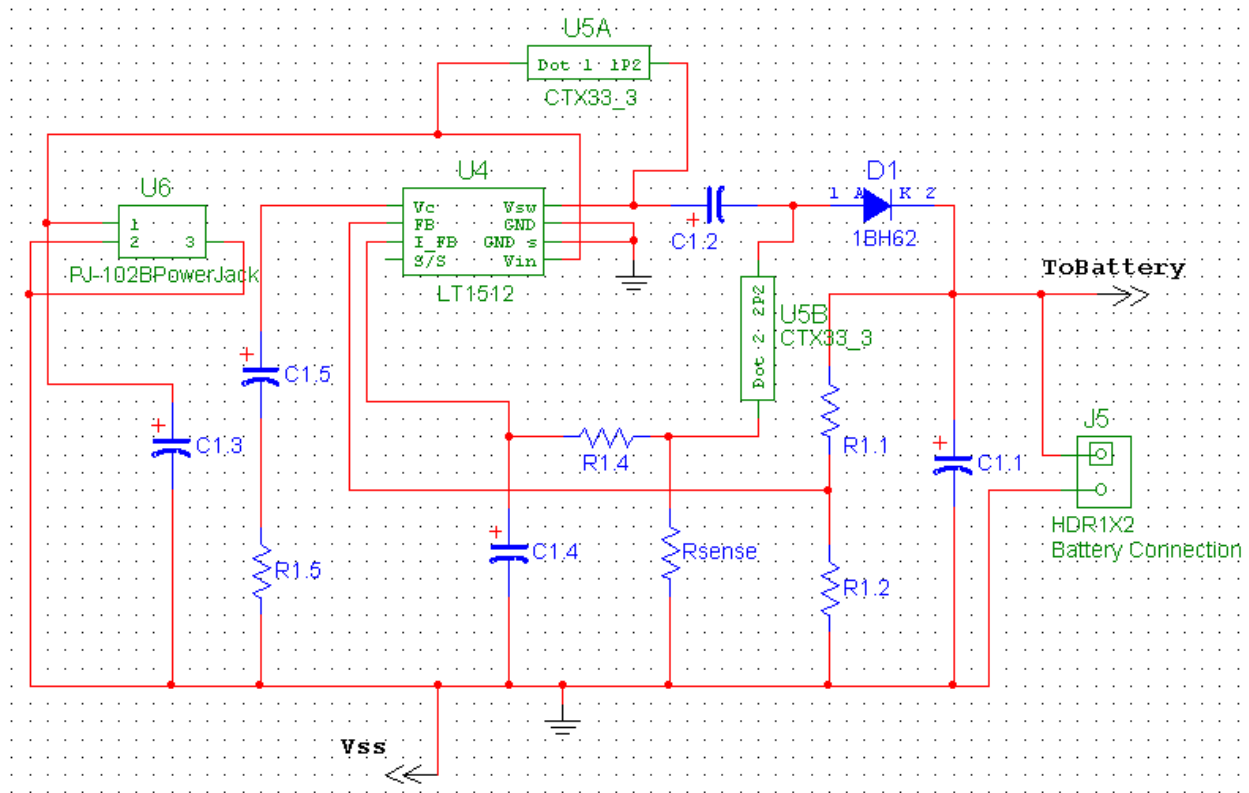 U5A
Dot 1 1P2
CTX33_3
U6
1
2
3
PJ-102BPowerJack
U4
Vc
FB
I_FB
S/S
Vsw
GND
GND s
Vin
LT1512
+
C1.2
D1
1 A K 2
1BH62
ToBattery
Dot 2 2P2
U5B
CTX33_3
+
C1.5
+
C1.3
R1.4
R1.1
+
C1.1
J5
HDR1X2
Battery Connection
+
C1.4
Rsense
R1.5
R1.2
Vss